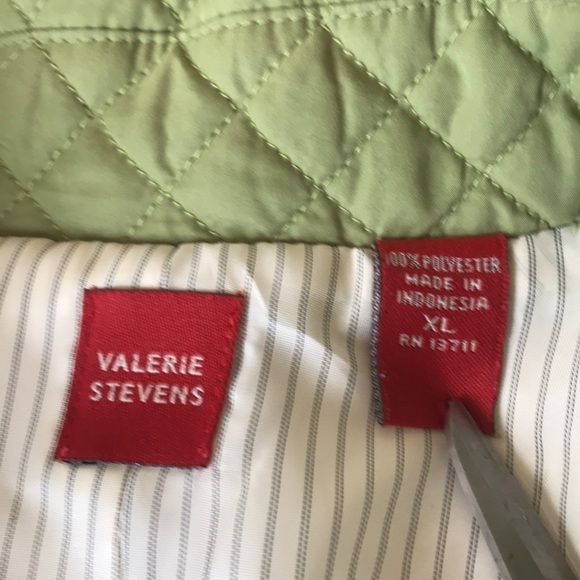 VALERIE
STEVENS
100% POLYESTER
MADE IN
INDONESIA
XL
RN 13711